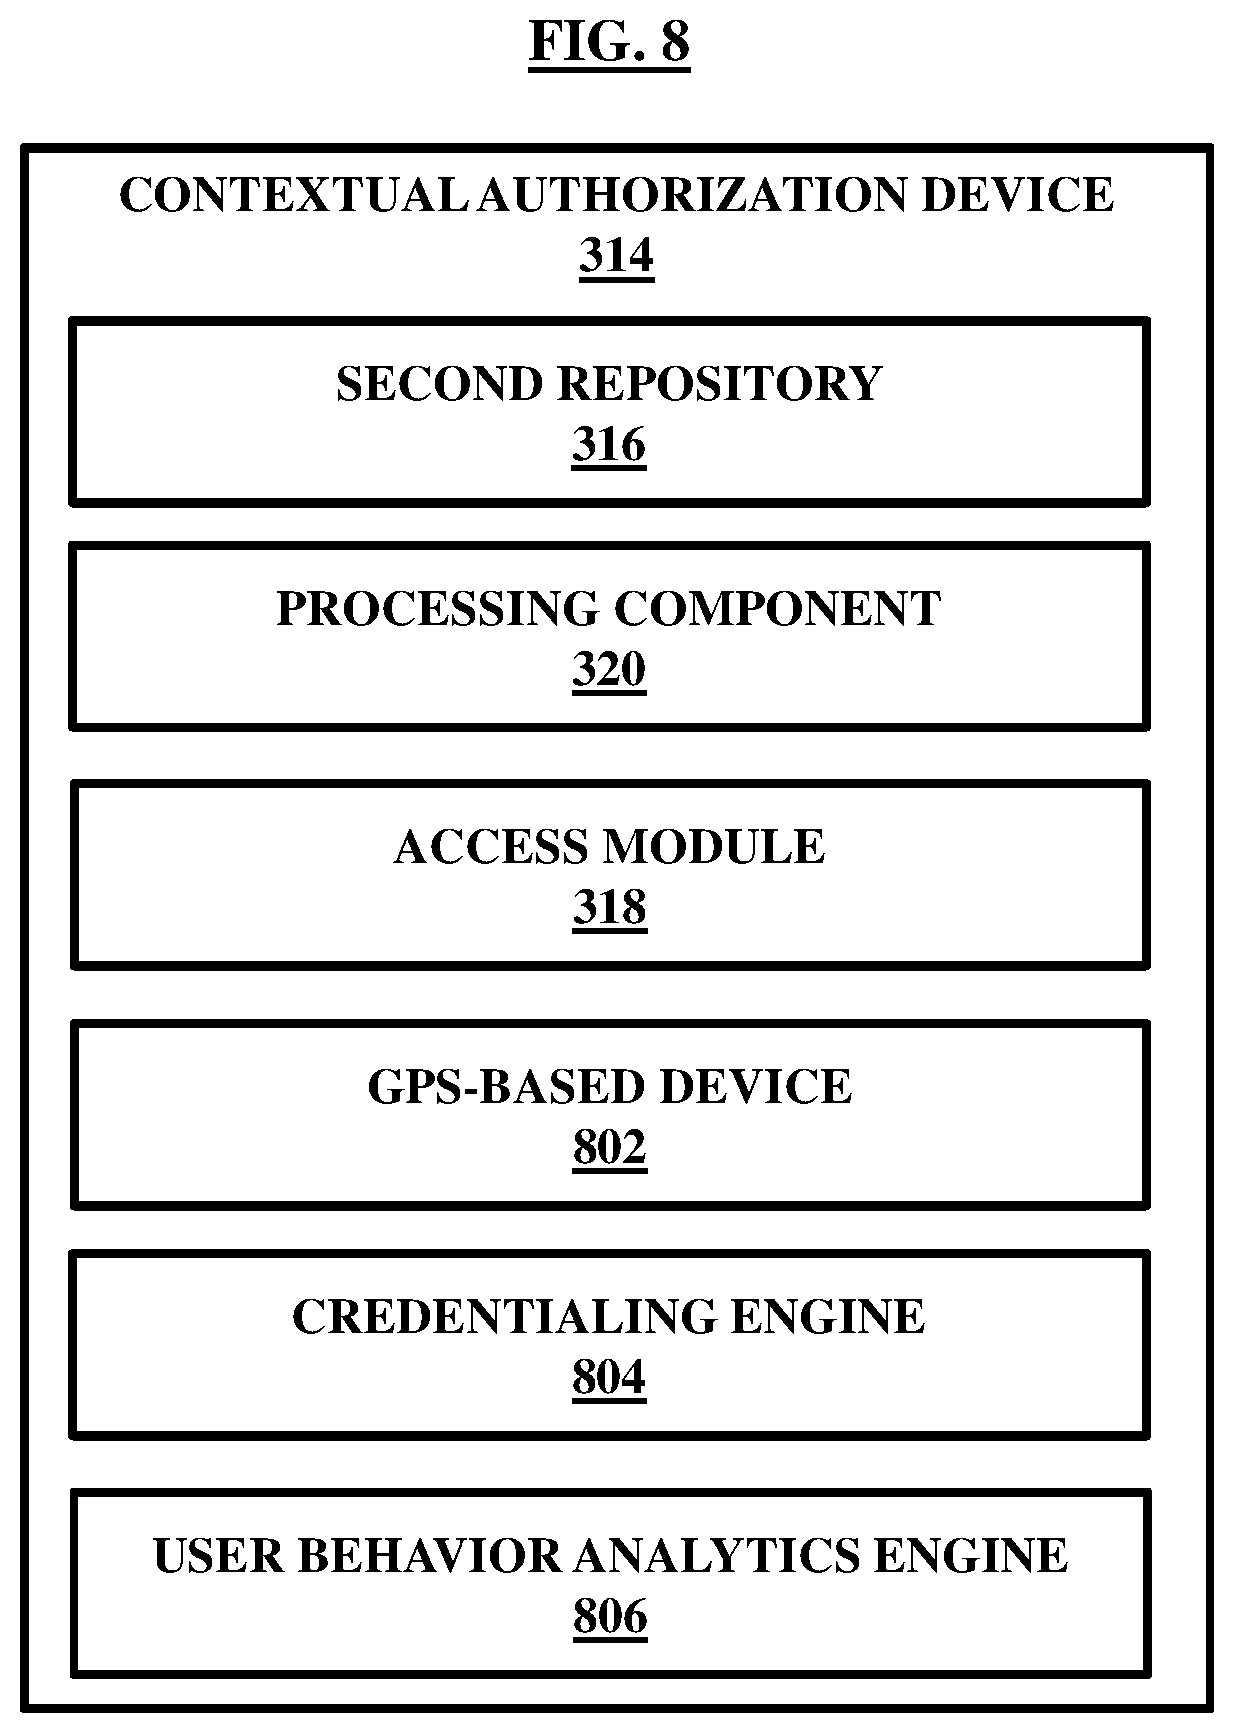 FIG. 8
CONTEXTUAL AUTHORIZATION DEVICE
314
SECOND REPOSITORY
316
PROCESSING COMPONENT
320
ACCESS MODULE
318
GPS-BASED DEVICE
802
CREDENTIALING ENGINE
804
USER BEHAVIOR ANALYTICS ENGINE
806